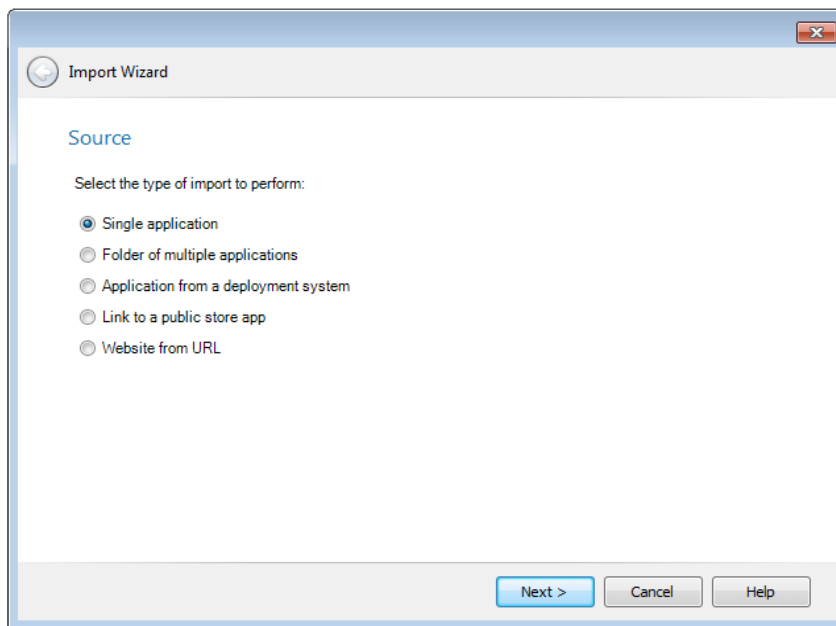 Import Wizard
Source
Select the type of import to perform:
Single application
Folder of multiple applications
Application from a deployment system
Link to a public store app
Website from URL
Next > Cancel Help